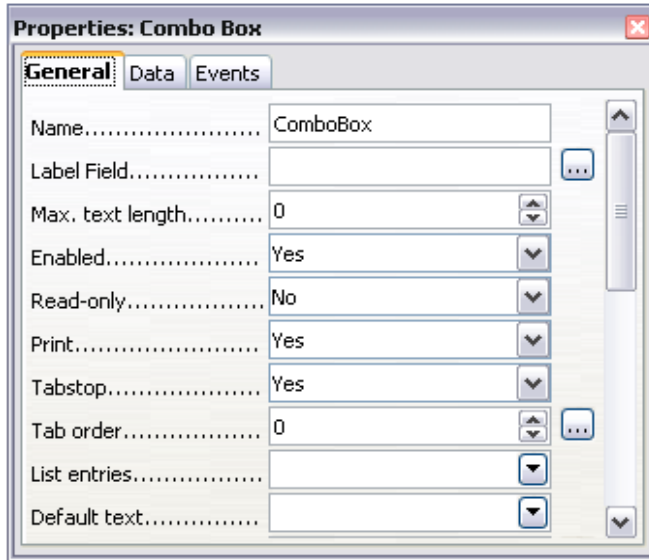 Properties: Combo Box
General Data Events
Name....................... ComboBox
Label Field.................. ...
Max. text length.......... 0
Enabled..................... Yes
Read-only................... No
Print........................ Yes
Tabstop..................... Yes
Tab order................... 0 ...
List entries.................
Default text...............